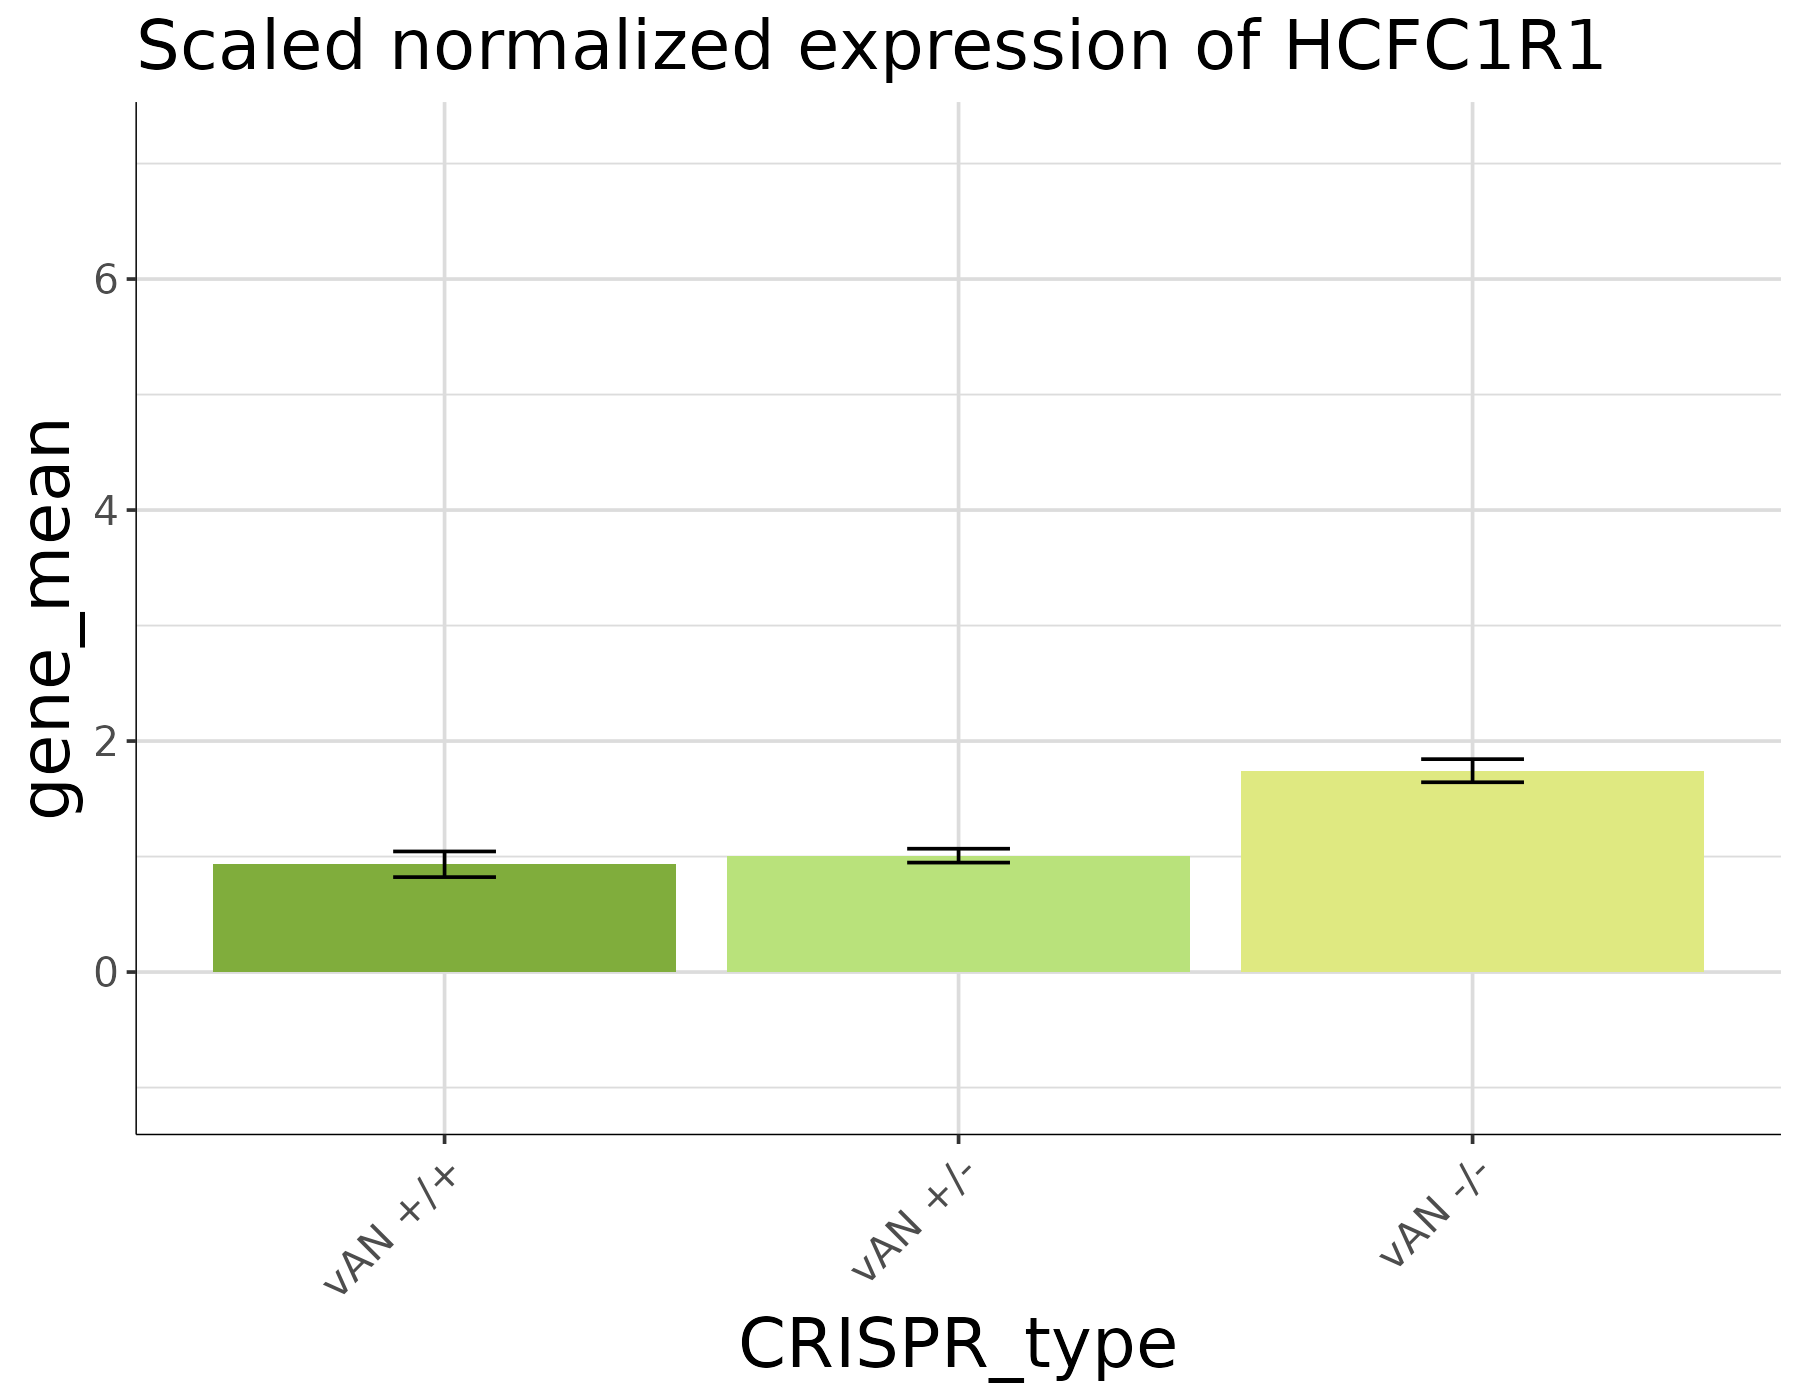 Scaled normalized expression of HCFC1R1
gene_mean
6
4
2
0
vAN +/+
vAN +/-
vAN -/-
CRISPR_type